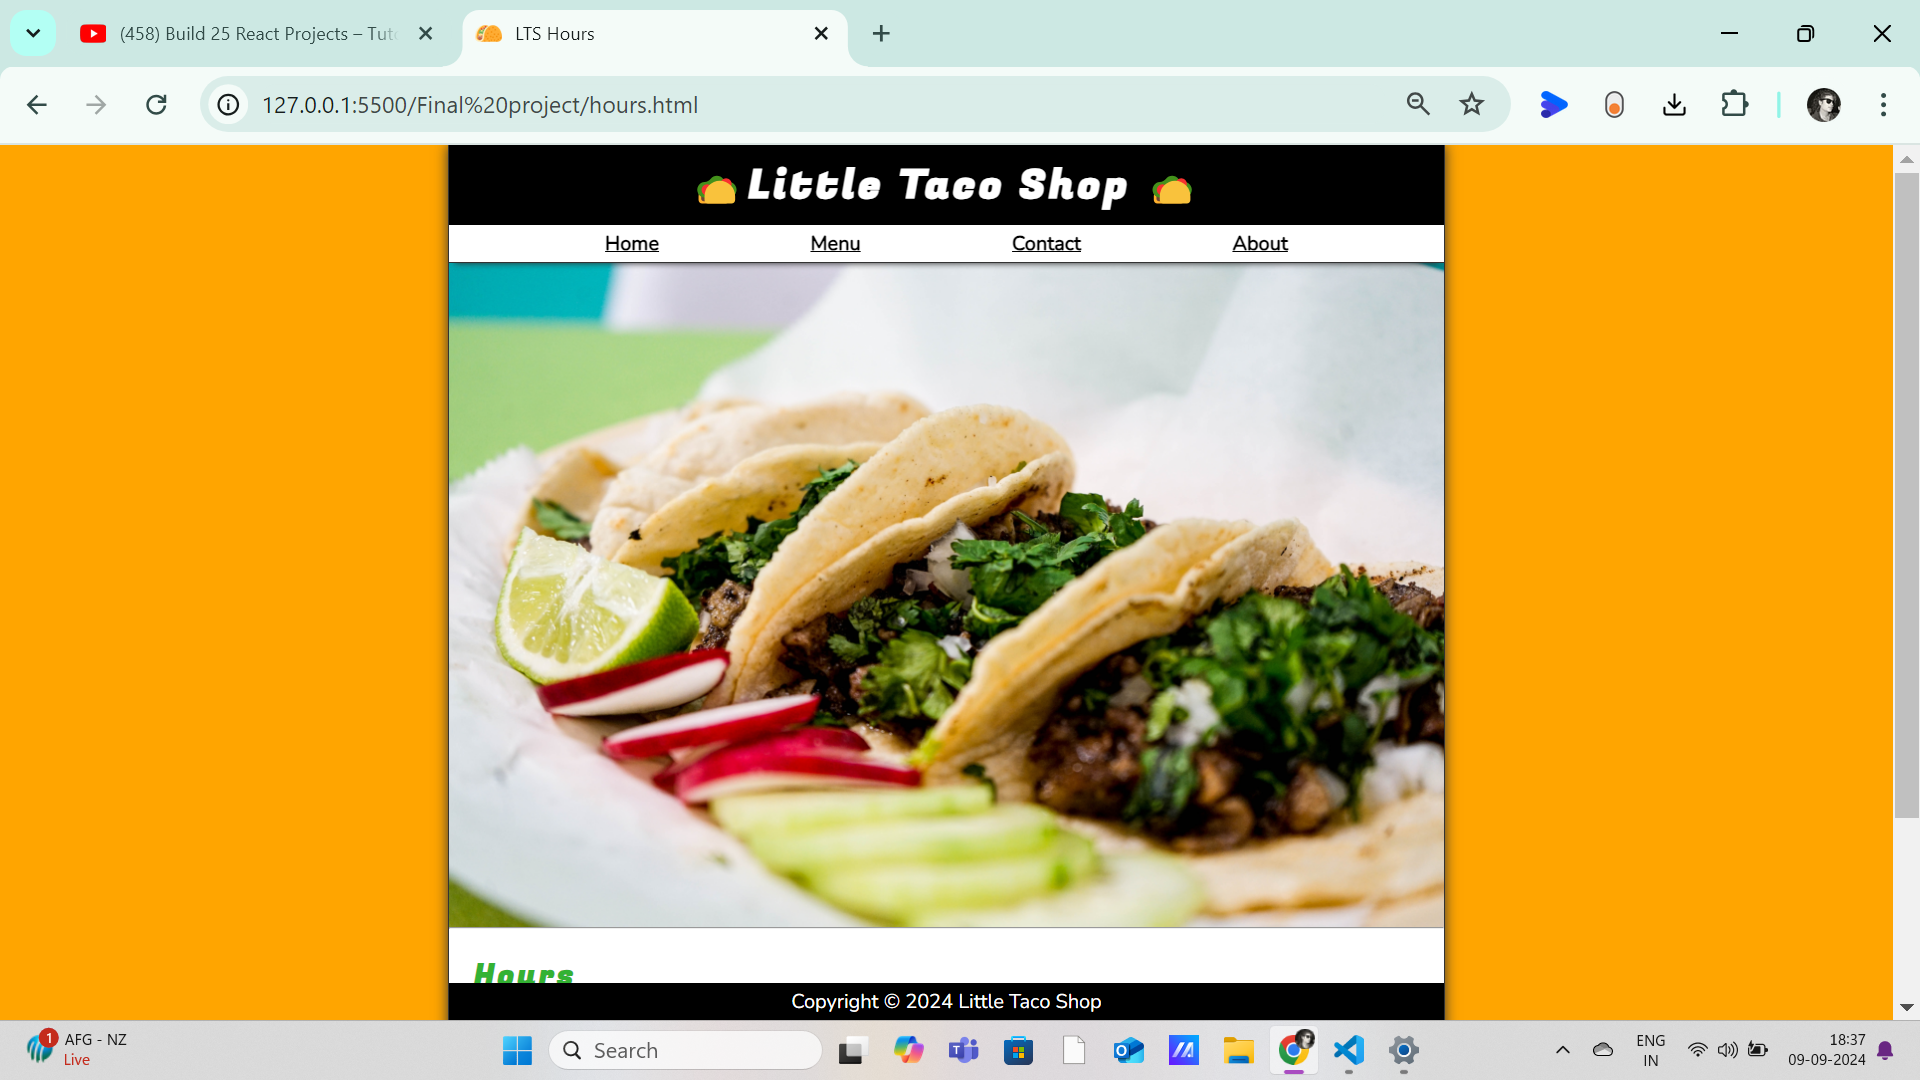 (458) Build 25 React Projects – Tut
LTS Hours
127.0.0.1:5500/Final%20project/hours.html
Little Taco Shop
Home
Menu
Contact
About
Hours
Copyright © 2024 Little Taco Shop
1
AFG - NZ
Live
Search
ENG
IN
18:37
09-09-2024